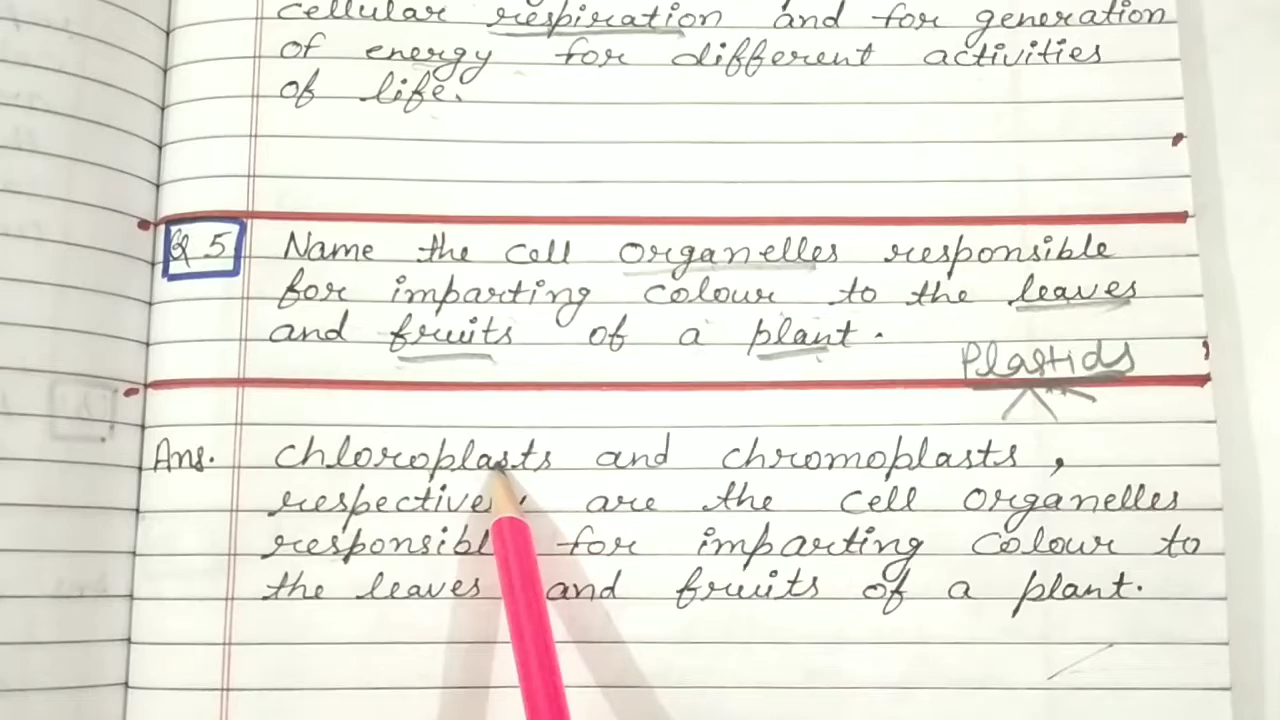 cellular respiration and for generation
of energy for different activities
of life.
Q 5 Name the cell organelles responsible
for imparting colour to the leaves
and fruits of a plant.
Plastids
Ans. Chloroplasts and chromoplasts,
are the cell organelles
for imparting colour to
the leaves and fruits of a plant.